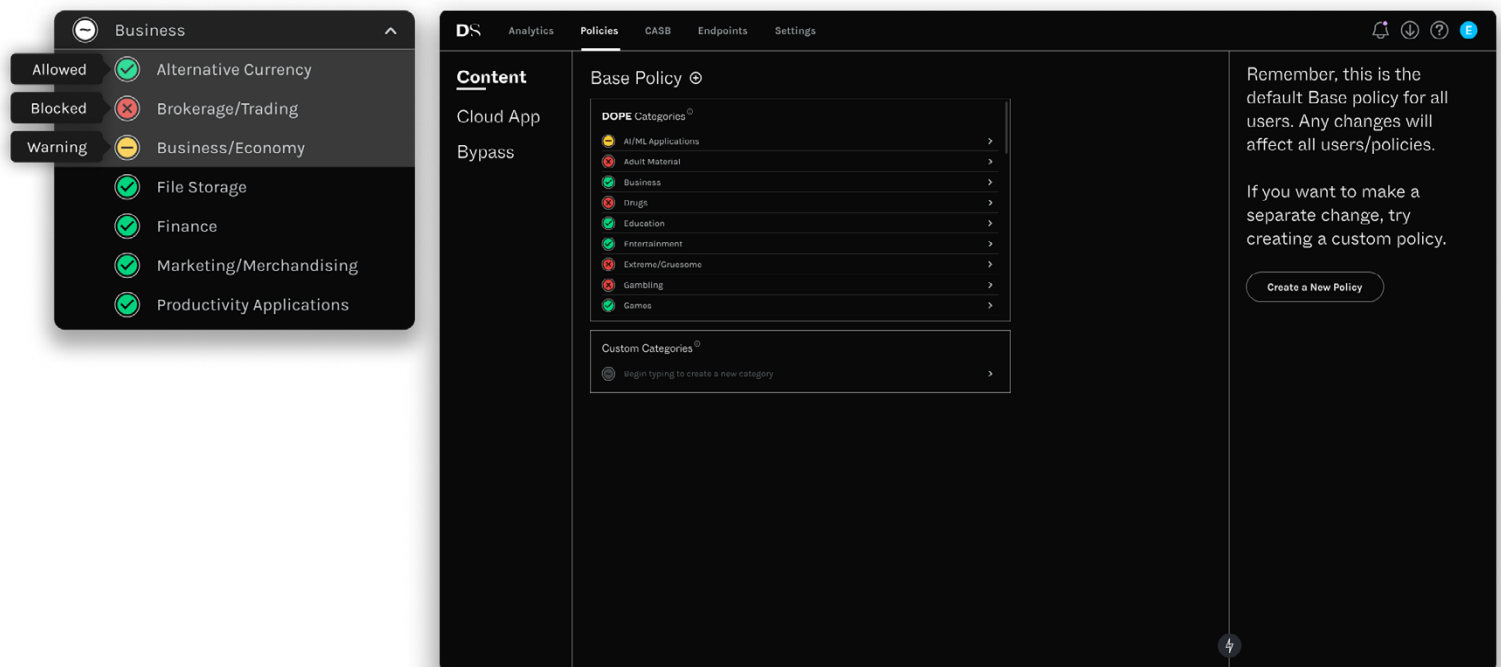 Business
Allowed
Alternative Currency
Blocked
Brokerage/Trading
Warning
Business/Economy
File Storage
Finance
Marketing/Merchandising
Productivity Applications
DS
Analytics
Policies
CASB
Endpoints
Settings
E
Content
Cloud App
Bypass
Base Policy
DOPE Categories
AI/ML Applications
Adult Material
Business
Drugs
Education
Entertainment
Extreme/Gruesome
Gambling
Games
Custom Categories
Begin typing to create a new category
Remember, this is the
default Base policy for all
users. Any changes will
affect all users/policies.
If you want to make a
separate change, try
creating a custom policy.
Create a New Policy